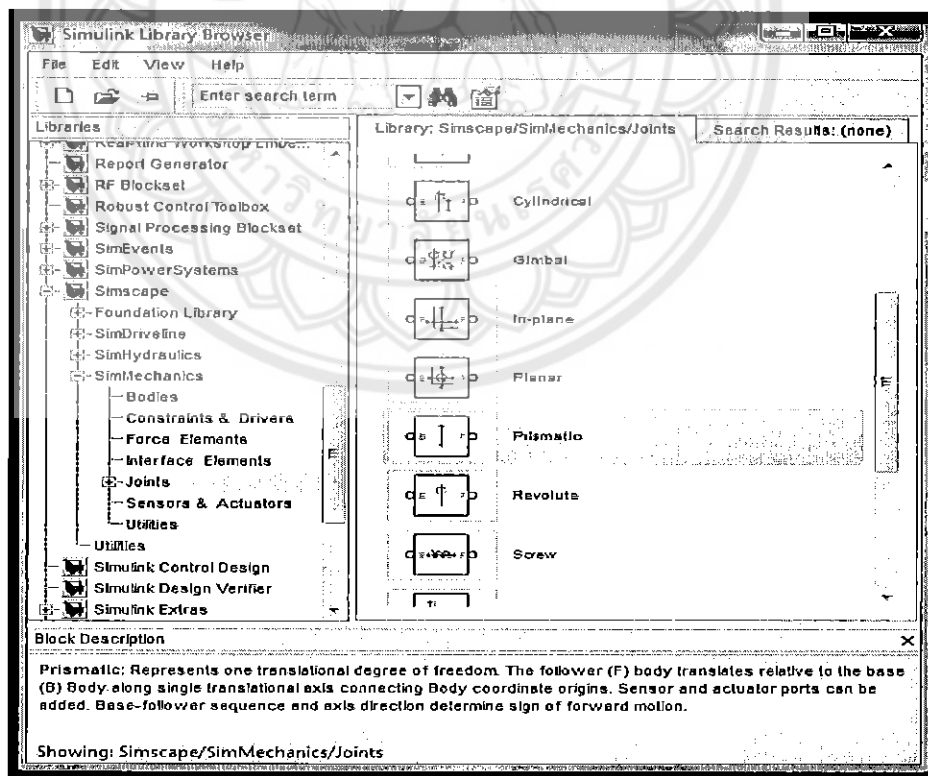 Simulink Library Browser
File Edit View Help
Enter search term
Libraries
Library: Simscape/SimMechanics/Joints
Search Results: (none)
Report Generator
RF Blockset
Robust Control Toolbox
Signal Processing Blockset
SimEvents
SimPowerSystems
Simscape
Foundation Library
SimDriveline
SimHydraulics
SimMechanics
Bodies
Constraints & Drivers
Force Elements
Interface Elements
Joints
Sensors & Actuators
Utilities
Utilities
Simulink Control Design
Simulink Design Verifier
Simulink Extras
Cylindrical
Gimbal
In-plane
Planar
Prismatic
Revolute
Screw
Block Description
Prismatic: Represents one translational degree of freedom. The follower (F) body translates relative to the base
(B) Body along single translational axis connecting Body coordinate origins. Sensor and actuator ports can be
added. Base-follower sequence and axis direction determine sign of forward motion.
Showing: Simscape/SimMechanics/Joints